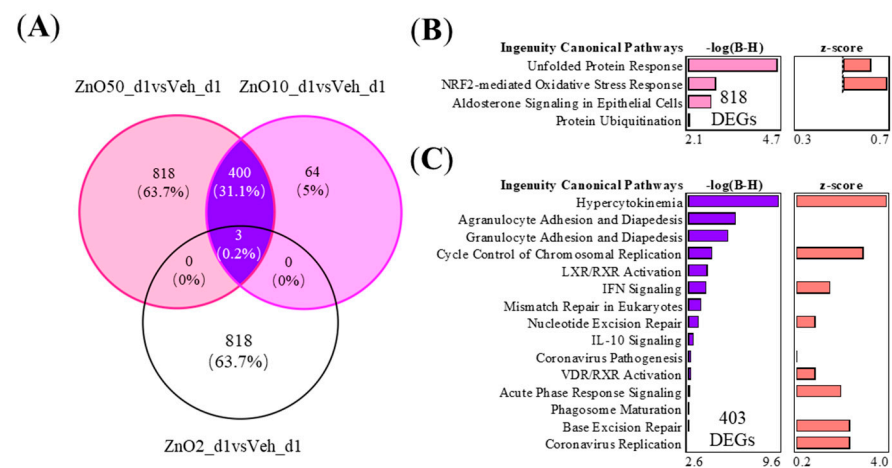 (A)
ZnO50_d1vsVeh_d1
ZnO10_d1vsVeh_d1
818
(63.7%)
400
(31.1%)
64
(5%)
3
(0.2%)
0
(0%)
0
(0%)
818
(63.7%)
ZnO2_d1vsVeh_d1
(B)
Ingenuity Canonical Pathways -log(B-H) z-score
Unfolded Protein Response
NRF2-mediated Oxidative Stress Response
Aldosterone Signaling in Epithelial Cells
Protein Ubiquitination
818
DEGs
2.1 4.7 0.3 0.7
(C)
Ingenuity Canonical Pathways -log(B-H) z-score
Hypercytokinemia
Agranulocyte Adhesion and Diapedesis
Granulocyte Adhesion and Diapedesis
Cycle Control of Chromosomal Replication
LXR/RXR Activation
IFN Signaling
Mismatch Repair in Eukaryotes
Nucleotide Excision Repair
IL-10 Signaling
Coronavirus Pathogenesis
VDR/RXR Activation
Acute Phase Response Signaling
Phagosome Maturation
Base Excision Repair
Coronavirus Replication
403
DEGs
2.6 9.6 0.2 4.0